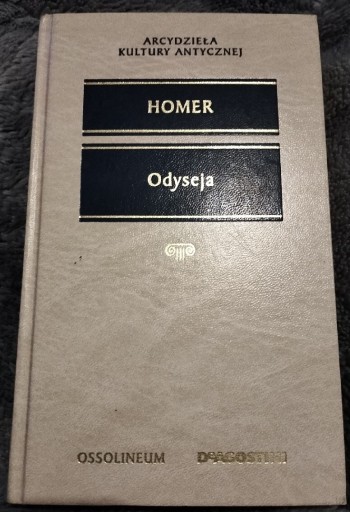 ARCYDZIEŁA
KULTURY ANTYCZNEJ
HOMER
Odyseja
OSSOLINEUM DEAGOSTINI